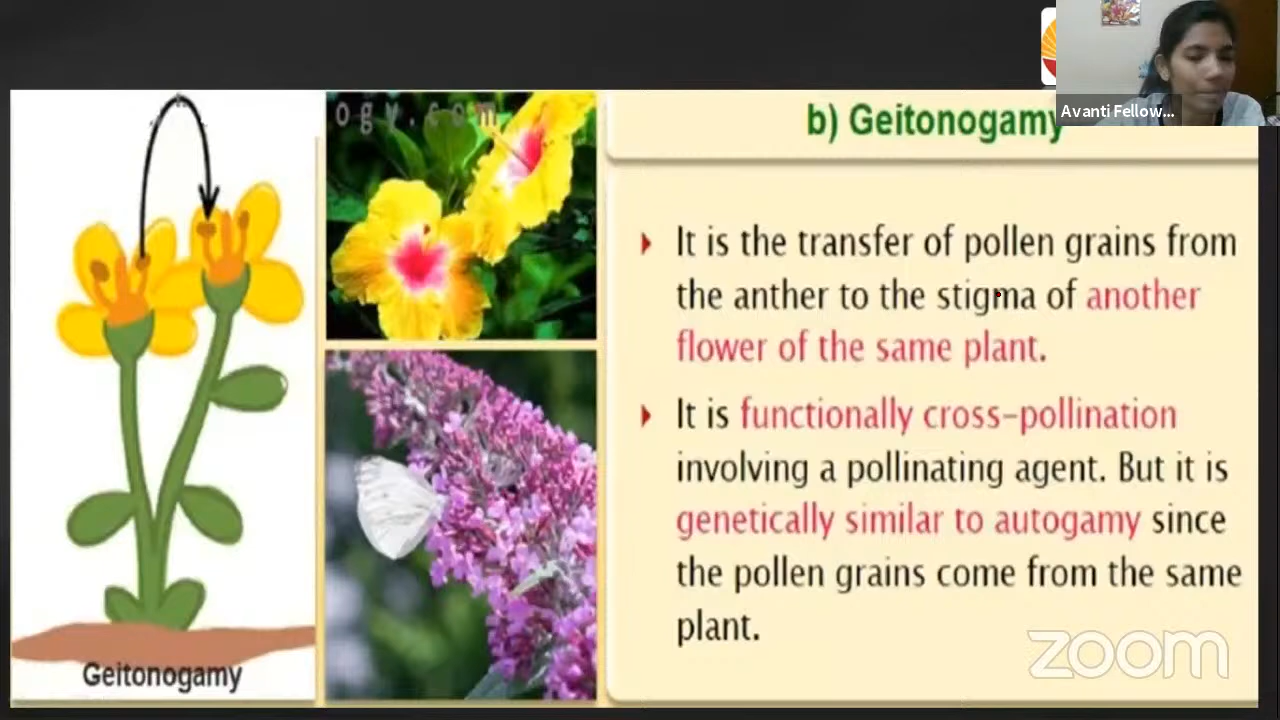 ogy.com
b) Geitonogamy
Avanti Fellow...
It is the transfer of pollen grains from
the anther to the stigma of another
flower of the same plant.
It is functionally cross-pollination
involving a pollinating agent. But it is
genetically similar to autogamy since
the pollen grains come from the same
plant.
Geitonogamy
zoom